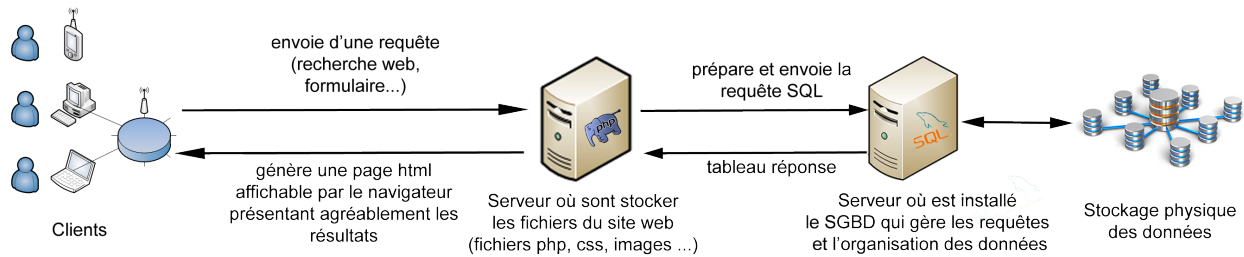 envoie d'une requête
(recherche web,
formulaire...)
génère une page html
affichable par le navigateur
présentant agréablement les
résultats
Clients
php
Serveur où sont stocker
les fichiers du site web
(fichiers php, css, images ...)
prépare et envoie la
requête SQL
tableau réponse
SQL
Serveur où est installé
le SGBD qui gère les requêtes
et l'organisation des données
Stockage physique
des données